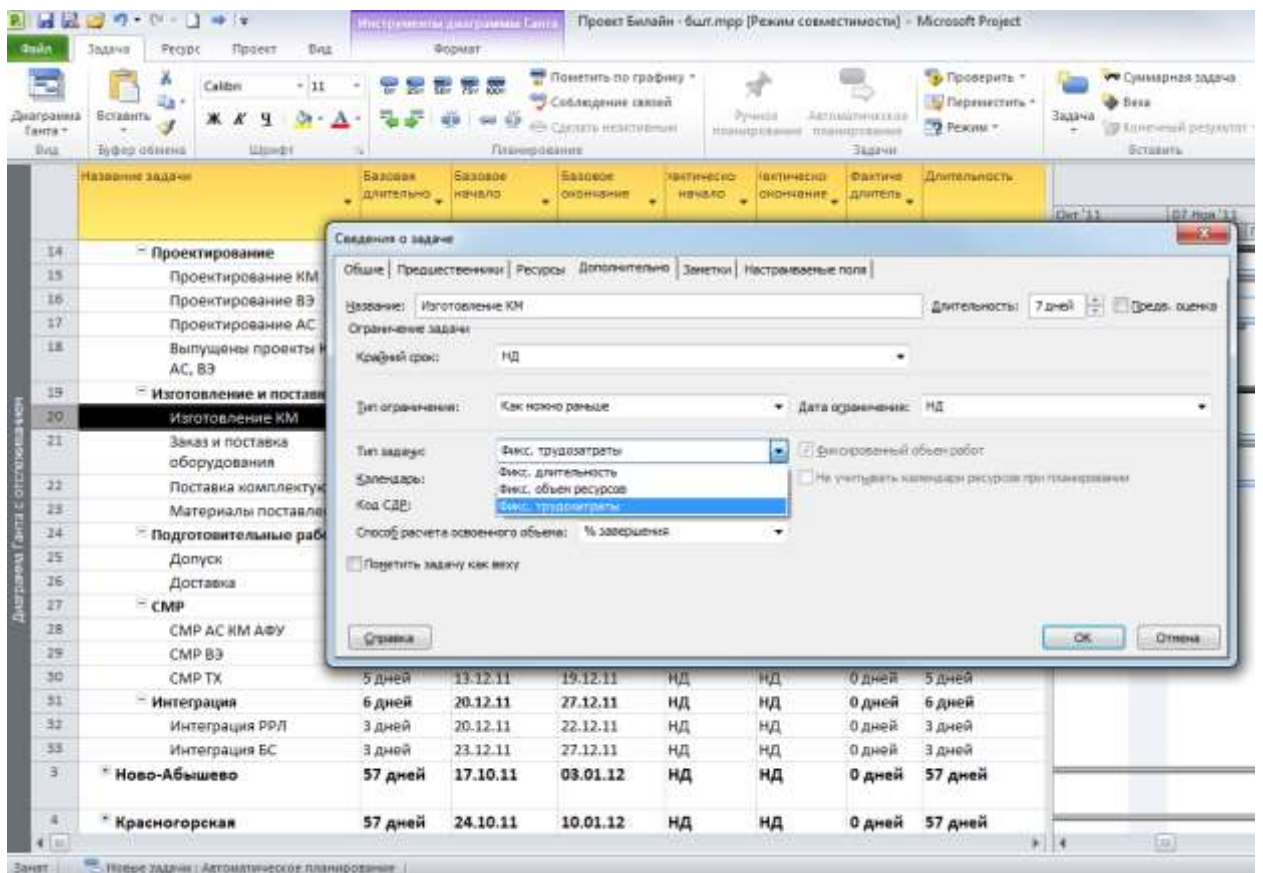 Инструменты диаграммы Ганта
Проект Билайн - 6шт.mpp [Режим совместимости] - Microsoft Project
Файл Задача Ресурс Проект Вид Формат
Calibri 11
Пометить по графику
Проверить
Суммарная задача
Диаграмма Ганта
Вставить
Ж К Ч
Соблюдение связей
Ручное планирование
Автоматическое планирование
Переместить
Задача
Веха
Сделать неактивным
Режим
Конечный результат
Вид Буфер обмена Шрифт Планирование Задачи Вставить
Название задачи
Базовая длительно
Базовое начало
Базовое окончание
Фактиче длитель
Длительность
Окт '11 07 Ноя '11
Диаграмма Ганта с отслеживанием
14 Проектирование
15 Проектирование КМ
16 Проектирование ВЭ
17 Проектирование АС
18 Выпущены проекты К
АС, ВЭ
19 Изготовление и постав
20 Изготовление КМ
21 Заказ и поставка
оборудования
22 Поставка комплектую
23 Материалы поставле
24 Подготовительные раб
25 Допуск
26 Доставка
27 СМР
28 СМР АС КМ АФУ
29 СМР ВЭ
30 СМР ТХ 5 дней 13.12.11 19.12.11 НД НД 0 дней 5 дней
31 Интеграция 6 дней 20.12.11 27.12.11 НД НД 0 дней 6 дней
32 Интеграция РРЛ 3 дней 20.12.11 22.12.11 НД НД 0 дней 3 дней
33 Интеграция БС 3 дней 23.12.11 27.12.11 НД НД 0 дней 3 дней
3 Ново-Абышево 57 дней 17.10.11 03.01.12 НД НД 0 дней 57 дней
4 Красногорская 57 дней 24.10.11 10.01.12 НД НД 0 дней 57 дней
Сведения о задаче
Общие Предшественники Ресурсы Дополнительно Заметки Настраиваемые поля
Название: Изготовление КМ Длительность: 7 дней Предв. оценка
Ограничение задачи
Крайний срок: НД
Тип ограничения: Как можно раньше Дата ограничения: НД
Тип задачи: Фикс. трудозатраты Фиксированный объем работ
Фикс. длительность
Календарь: Фикс. объем ресурсов Не учитывать календари ресурсов при планировании
Код СДР: Фикс. трудозатраты
Способ расчета освоенного объема: % завершения
Пометить задачу как веху
Справка ОК Отмена
Занят Новые задачи : Автоматическое планирование